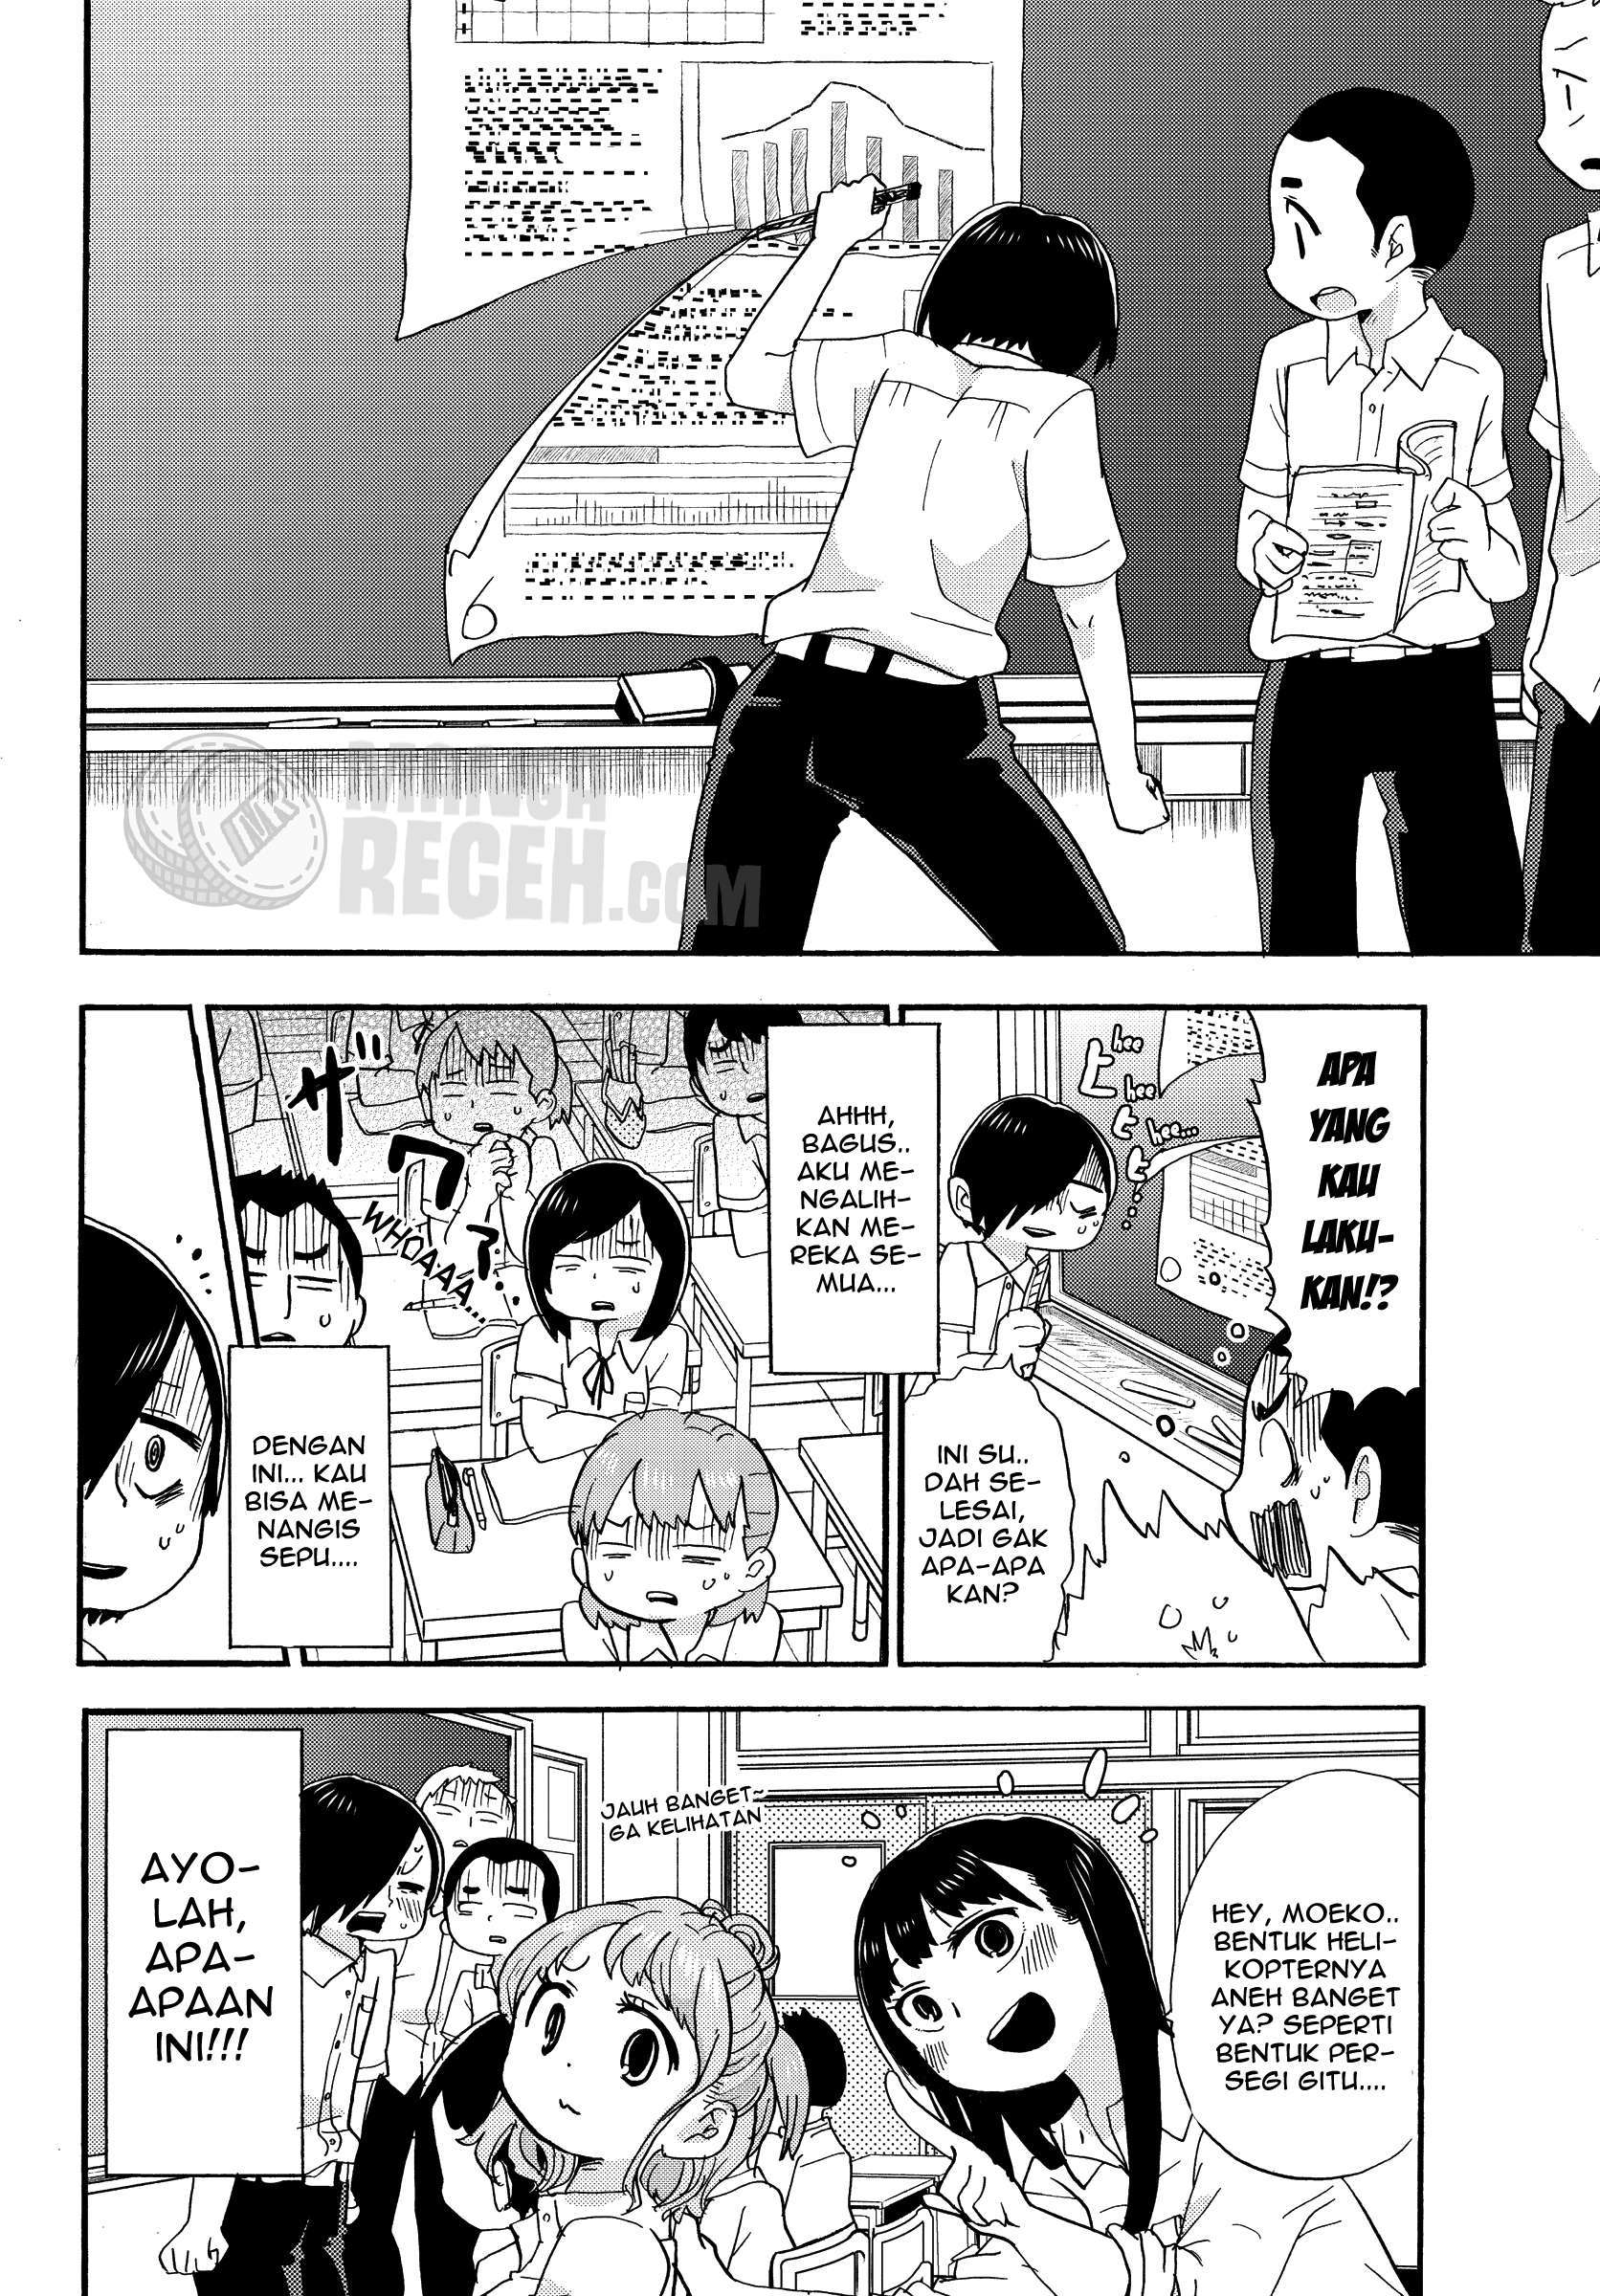 MANGA
RECEH.COM
MR
APA
YANG
KAU
LAKU-
KAN!?
hee
ヒ
hee
ヒ
hee...
ヒ
ヒ
INI SU..
DAH SE-
LESAI,
JADI GAK
APA-APA
KAN?
AHHH,
BAGUS..
AKU ME-
NGALIH-
KAN ME-
REKA SE-
MUA...
ザ
ワ
ァ
WHOAAA...
DENGAN
INI... KAU
BISA ME-
NANGIS
SEPU....
HEY, MOEKO..
BENTUK HELI-
KOPTERNYA
ANEH BANGET
YA? SEPERTI
BENTUK PER-
SEGI GITU....
JAUH BANGET~
GA KELIHATAN
AYO-
LAH,
APA-
APAAN
INI!!!